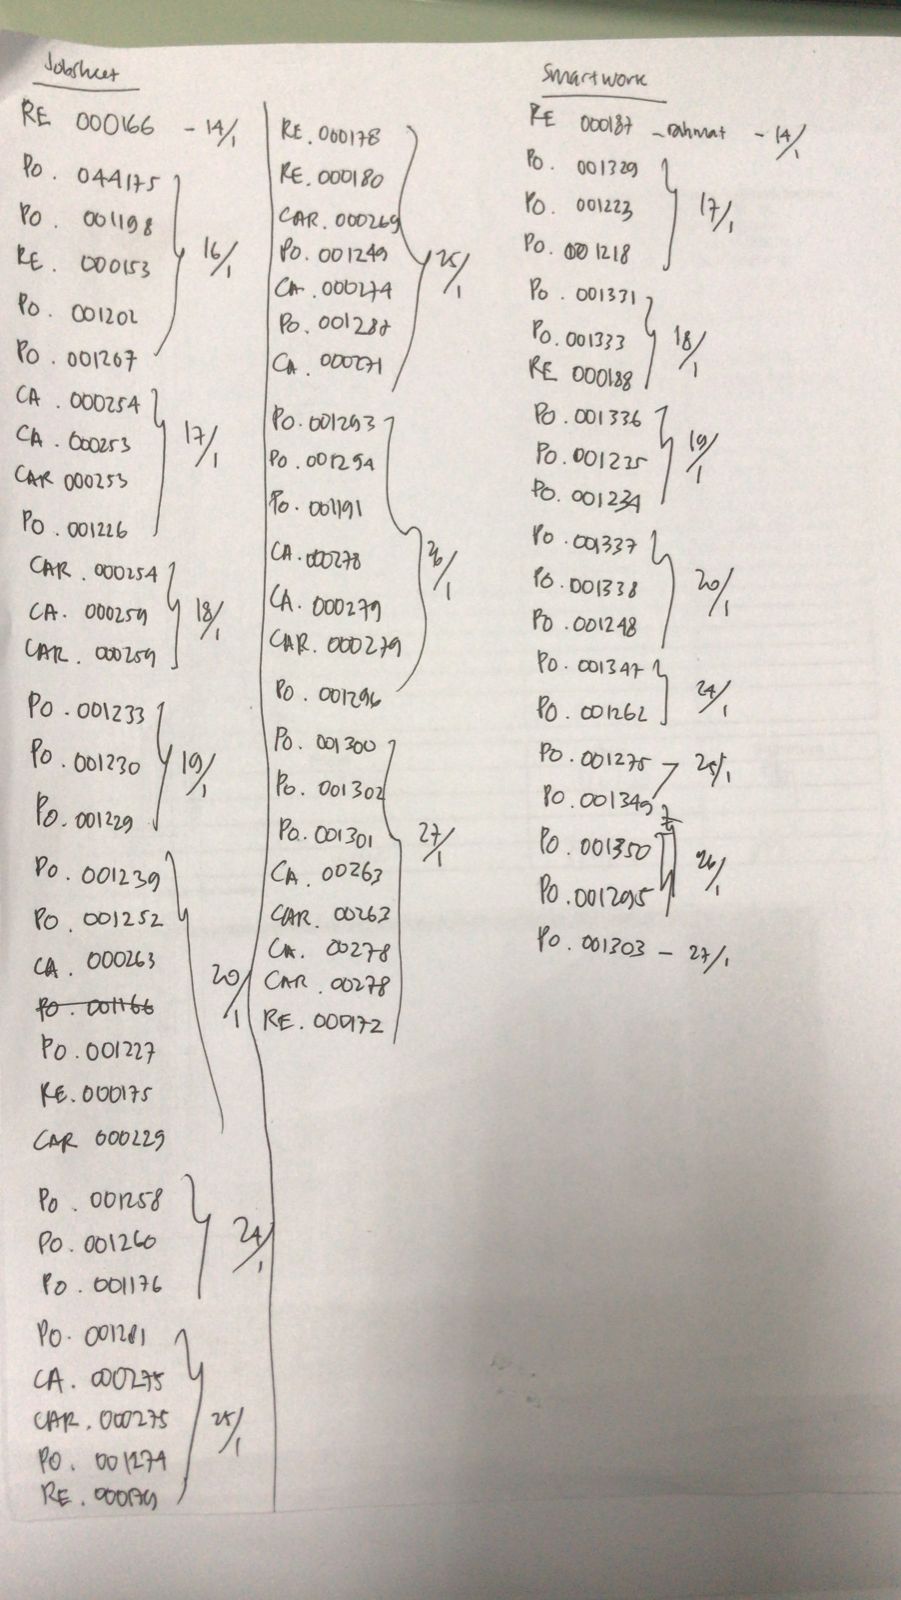 Jobsheet
RE 000166 - 14/1
PO. 044175
PO. 001198
RE. 000153
PO. 001202
PO. 001267
16/1
CA. 000254
CA. 000253
CAR 000253
PO. 001226
17/1
CAR. 000254
CA. 000259
CAR. 000259
18/1
PO. 001233
PO. 001230
PO. 001229
19/1
PO. 001239
PO. 001252
CA. 000263
PO. 001166
PO. 001227
RE. 000175
CAR 000229
20/1
PO. 001258
PO. 001260
PO. 001176
24/1
PO. 001281
CA. 000275
CAR. 000275
PO. 001274
RE.
25/1
RE. 000178
RE. 000180
CAR. 000269
PO. 001249
CA. 000274
PO. 001287
CA. 000271
25/1
PO. 001293
PO. 001294
PO. 001191
CA. 000278
CA. 000279
CAR. 000279
PO. 001296
26/1
PO. 001300
PO. 001302
PO. 001301
CA. 00263
CAR. 00263
CA. 00278
CAR. 00278
RE. 000172
27/1
Smartwork
RE 000187 - rahmat - 14/1
PO. 001329
PO. 001223
PO. 001218
17/1
PO. 001331
PO. 001333
RE 000188
18/1
PO. 001336
PO. 001235
PO. 001234
19/1
PO. 001337
PO. 001338
PO. 001248
20/1
PO. 001347
PO. 001262
24/1
PO. 001275
PO. 001349
25/1
PO. 001350
PO. 001295
26/1
PO. 001303 - 27/1